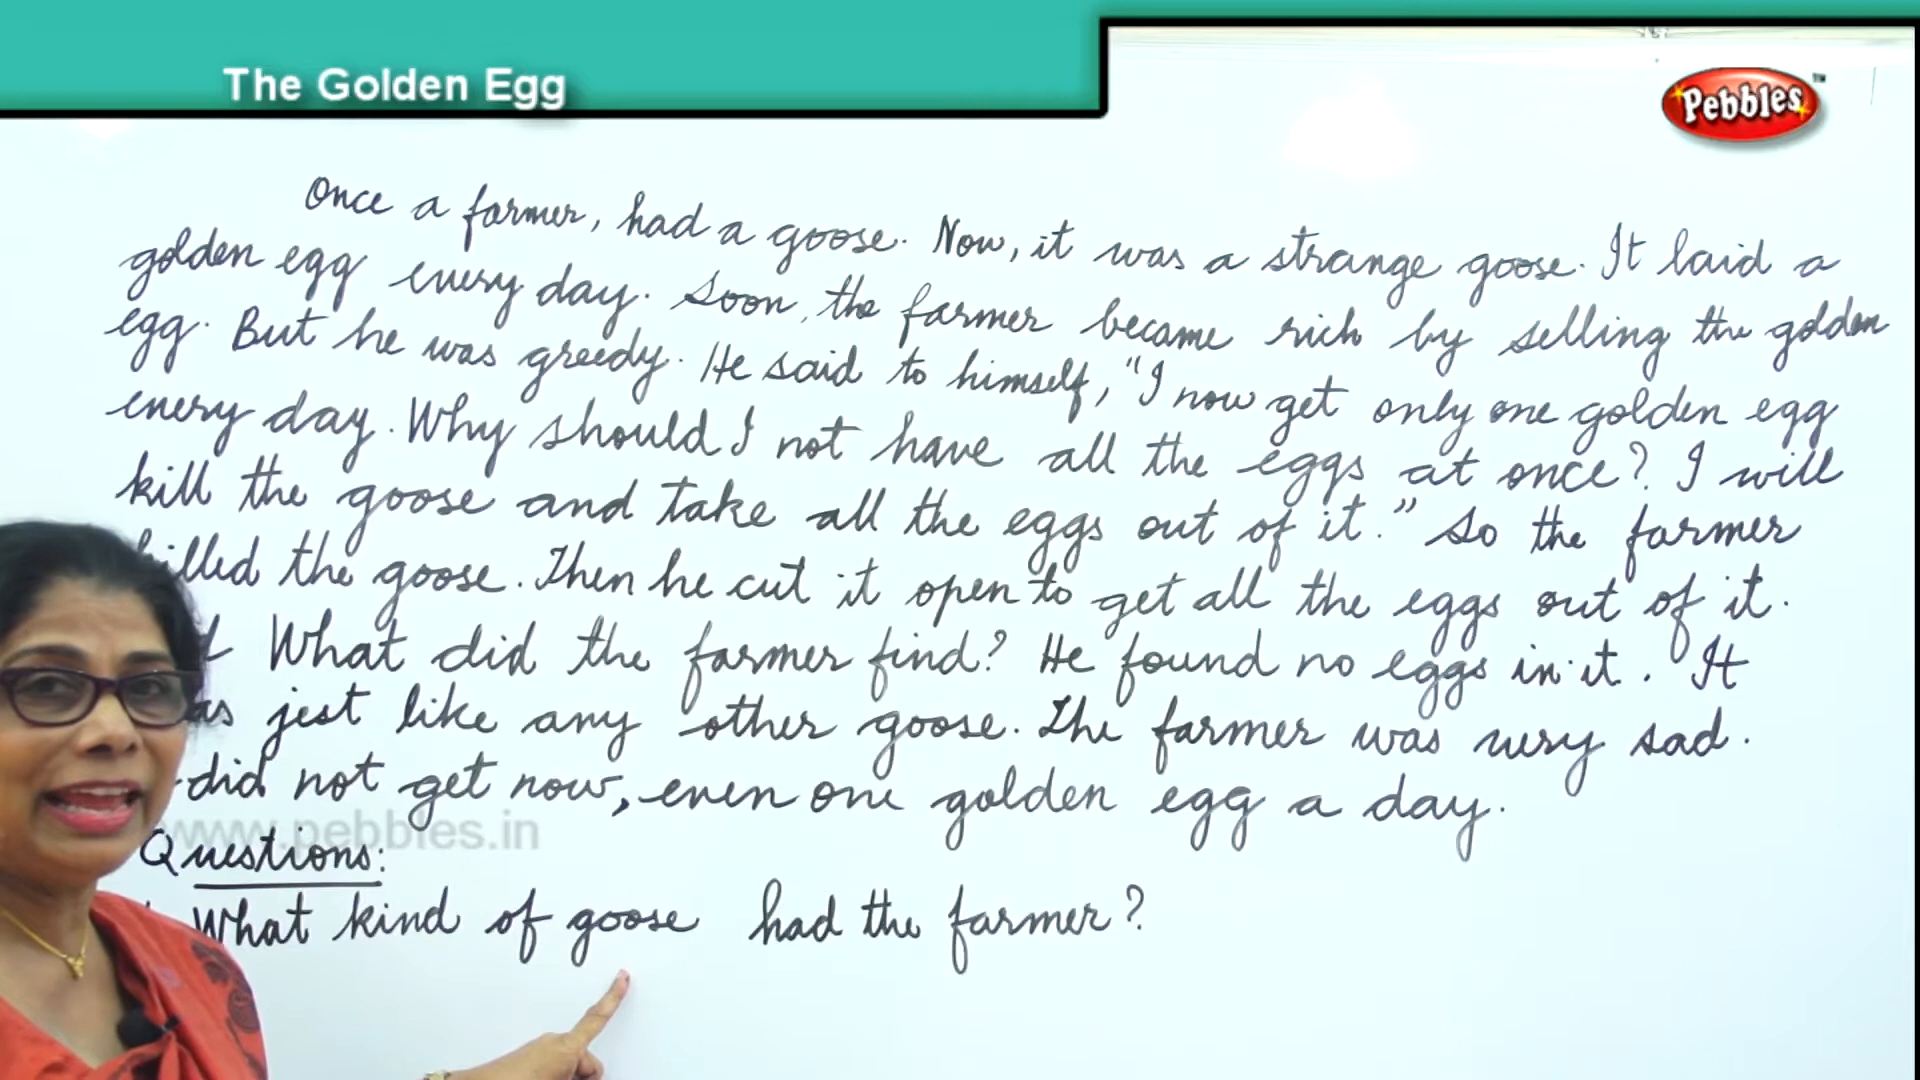 The Golden Egg
Pebbles
TM
Once a farmer, had a goose. Now, it was a strange goose. It laid a
golden egg every day. Soon, the farmer became rich by selling the golden
egg. But he was greedy. He said to himself, "I now get only one golden egg
every day. Why should I not have all the eggs at once? I will
kill the goose and take all the eggs out of it." So the farmer
killed the goose. Then he cut it open to get all the eggs out of it.
What did the farmer find? He found no eggs in it. It
as jest like any other goose. The farmer was very sad.
did not get now, even one golden egg a day.
www.pebbles.in
Questions:
What kind of goose had the farmer?